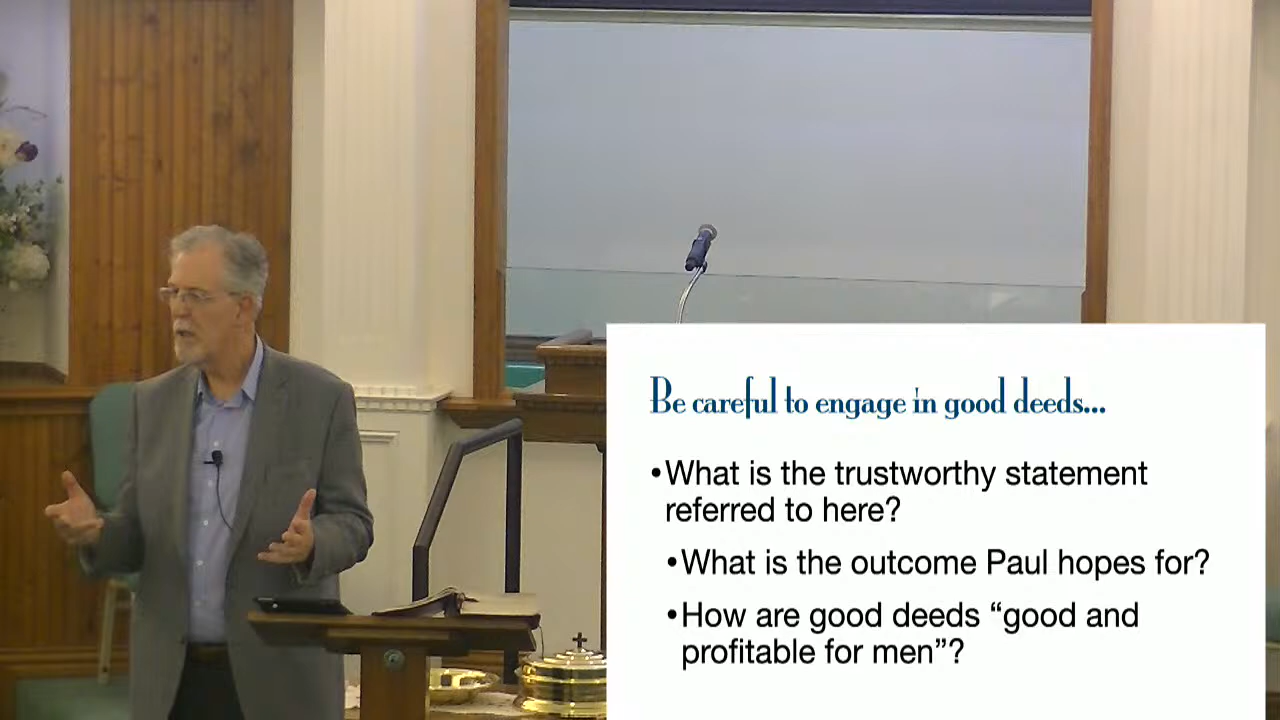 Be careful to engage in good deeds...
•What is the trustworthy statement
referred to here?
•What is the outcome Paul hopes for?
•How are good deeds “good and
profitable for men”?